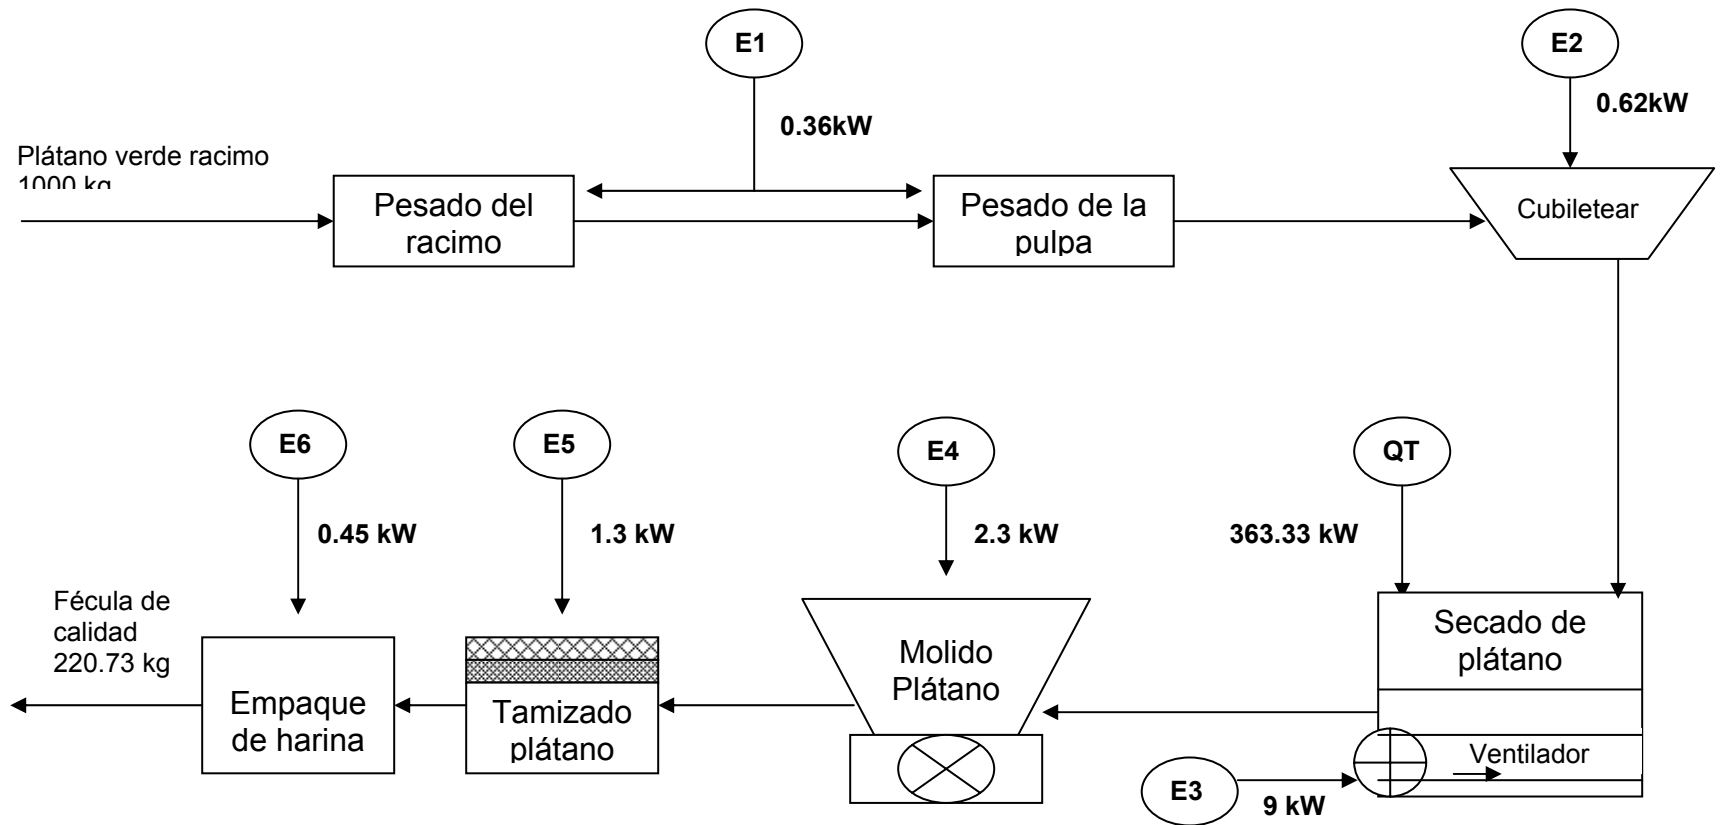 E1
E2
0.36kW
0.62kW
Plátano verde racimo
1000 kg
Pesado del
racimo
Pesado de la
pulpa
Cubiletear
E6
E5
E4
QT
0.45 kW
1.3 kW
2.3 kW
363.33 kW
Fécula de
calidad
220.73 kg
Empaque
de harina
Tamizado
plátano
Molido
Plátano
Secado de
plátano
Ventilador
E3
9 kW